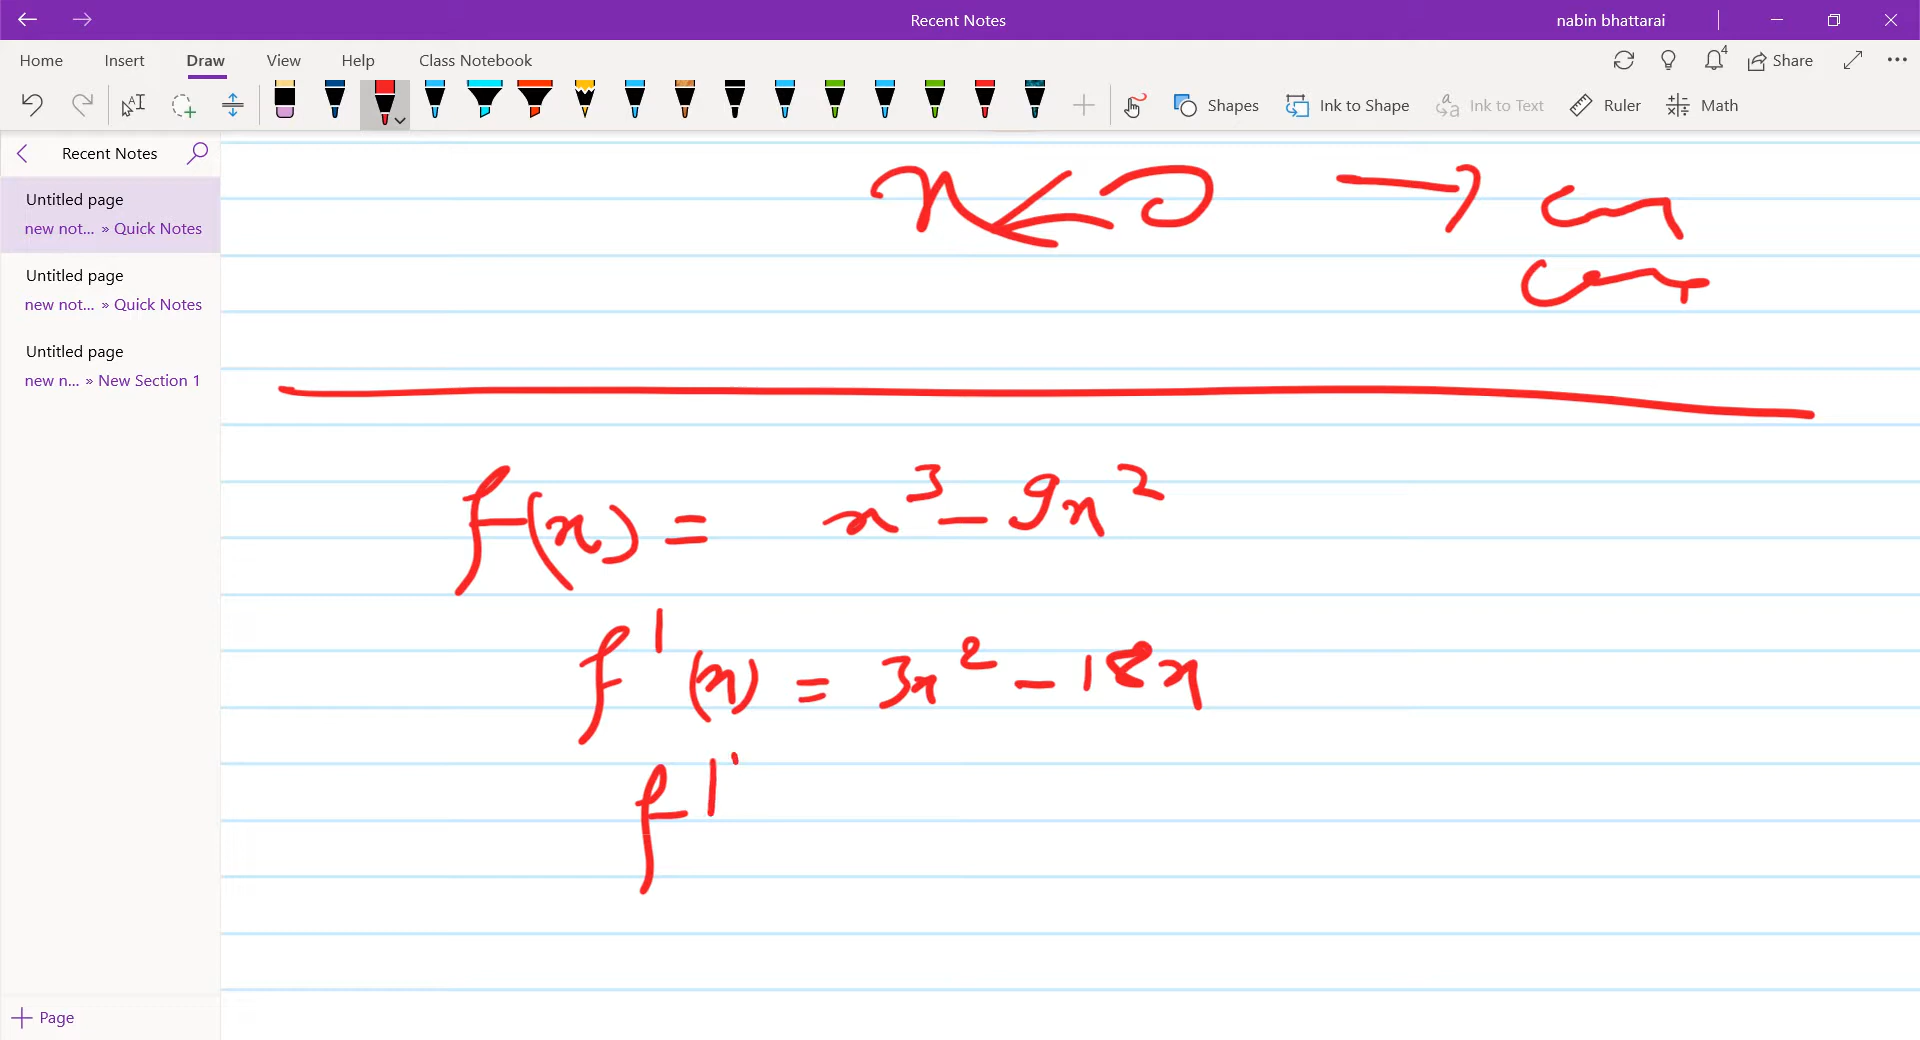 Recent Notes
nabin bhattarai
Home Insert Draw View Help Class Notebook
4
Share
Shapes Ink to Shape Ink to Text Ruler Math
Recent Notes
Untitled page
new not... » Quick Notes
Untitled page
new not... » Quick Notes
Untitled page
new n... » New Section 1
Page
f(x) = x³ - 9x²
f'(x) = 3x² - 18x
f''